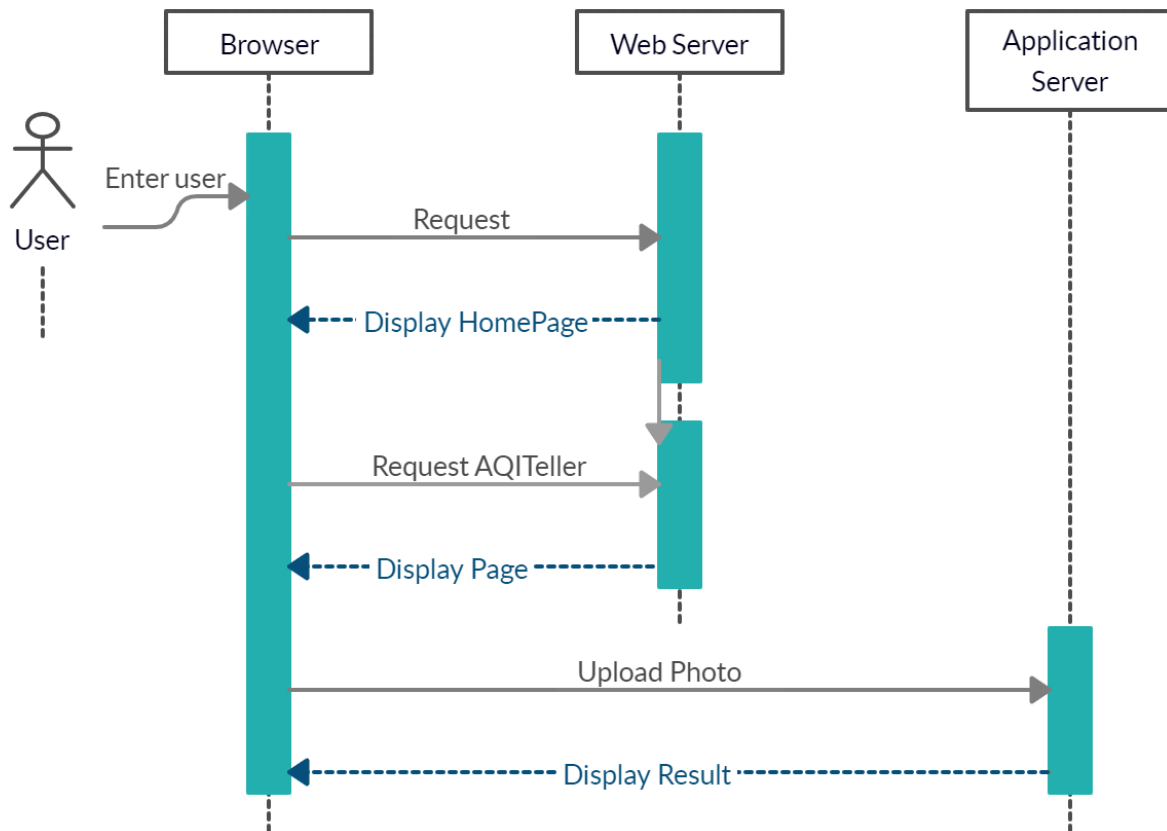 Browser
Web Server
Application
Server
Enter user
User
Request
Display HomePage
Request AQITeller
Display Page
Upload Photo
Display Result